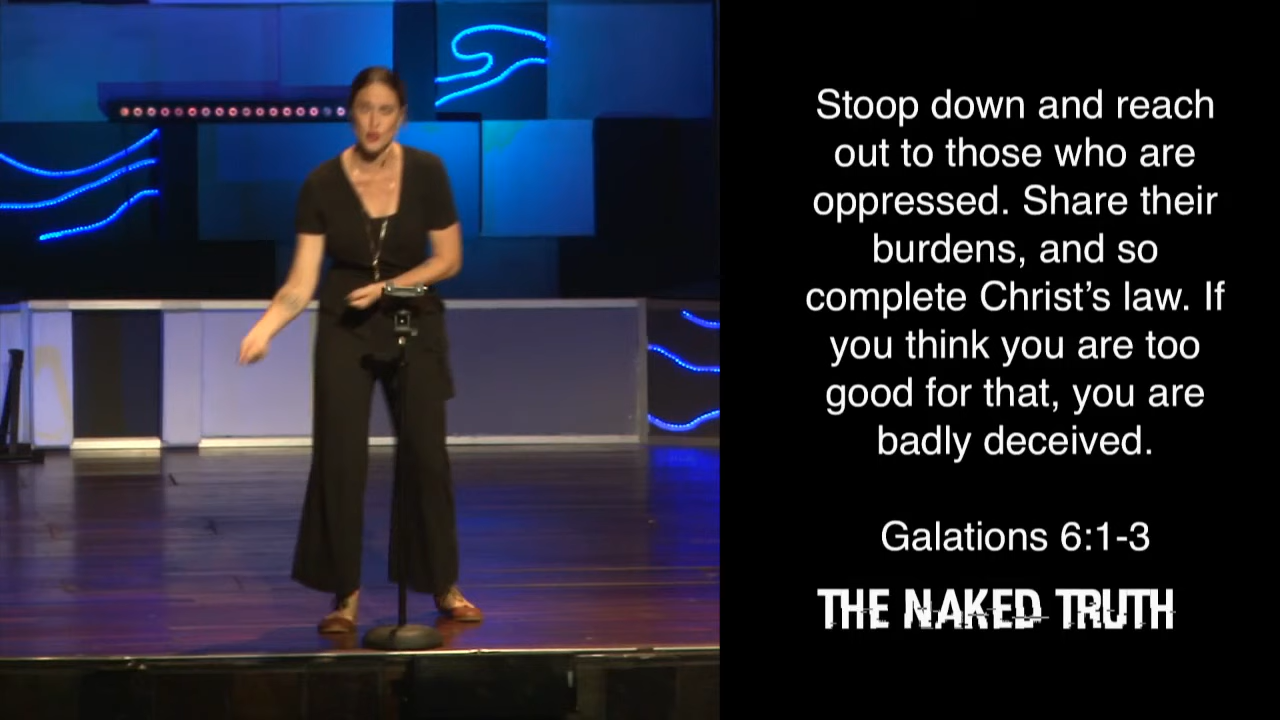 Stoop down and reach
out to those who are
oppressed. Share their
burdens, and so
complete Christ’s law. If
you think you are too
good for that, you are
badly deceived.
Galations 6:1-3
THE NAKED TRUTH